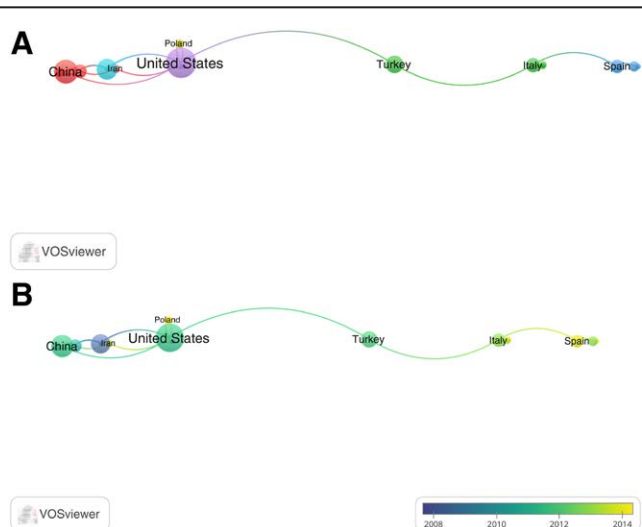 A
Poland
China
Iran
United States
Turkey
Italy
Spain
VOSviewer
B
Poland
China
Iran
United States
Turkey
Italy
Spain
VOSviewer
2008 2010 2012 2014